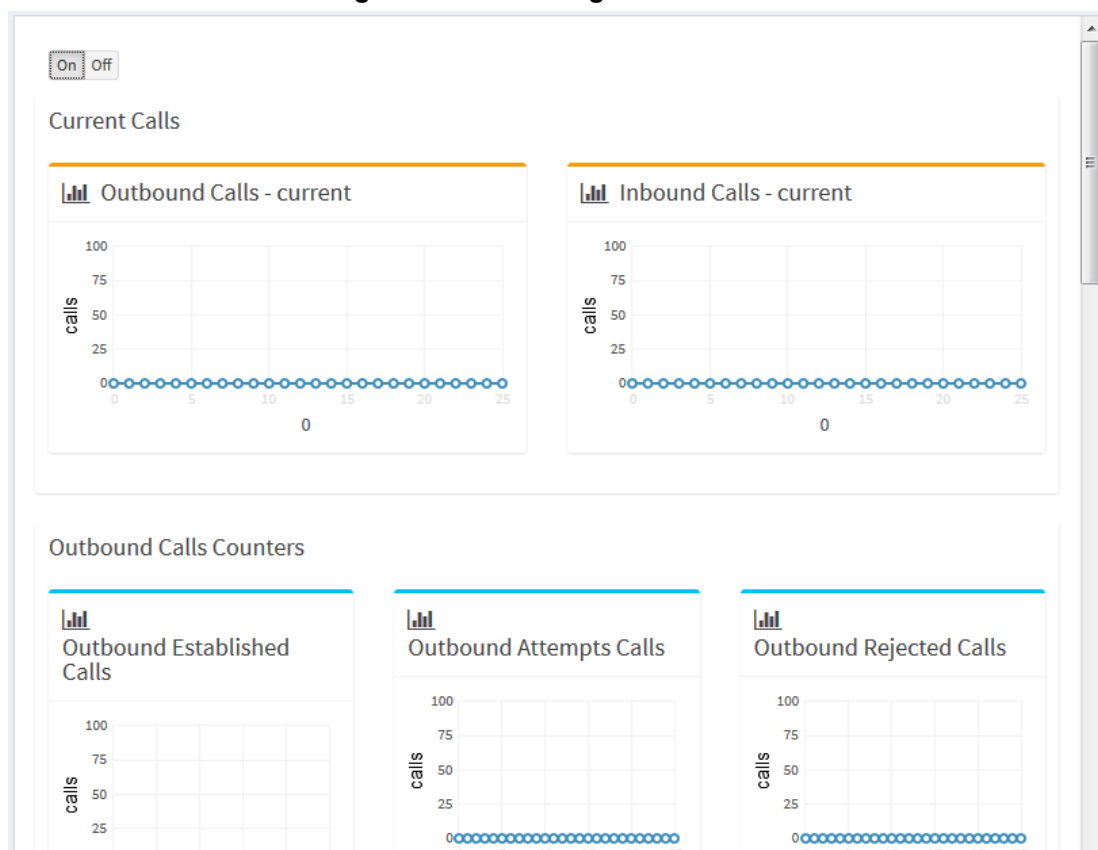 On Off
Current Calls
Outbound Calls - current
100
75
50
25
0
calls
0 5 10 15 20 25
0
Inbound Calls - current
100
75
50
25
0
calls
0 5 10 15 20 25
0
Outbound Calls Counters
Outbound Established
Calls
100
75
50
25
calls
Outbound Attempts Calls
100
75
50
25
0
calls
Outbound Rejected Calls
100
75
50
25
0
calls